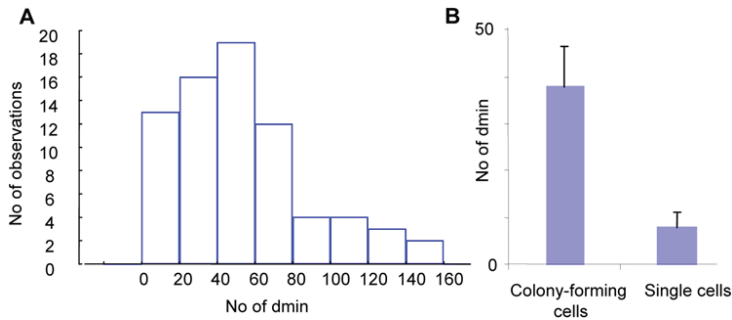 A
No of observations
20
18
16
14
12
10
8
6
4
2
0
0 20 40 60 80 100 120 140 160
No of dmin
B
No of dmin
50
0
Colony-forming
cells
Single cells